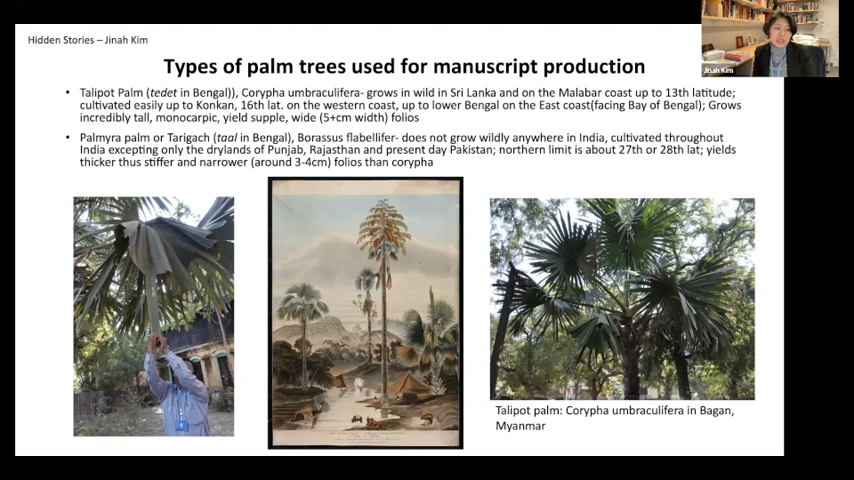 Hidden Stories – Jinah Kim
Jinah Kim
Types of palm trees used for manuscript production
• Talipot Palm (tedet in Bengal)), Corypha umbraculifera- grows in wild in Sri Lanka and on the Malabar coast up to 13th latitude;
cultivated easily up to Konkan, 16th lat. on the western coast, up to lower Bengal on the East coast(facing Bay of Bengal); Grows
incredibly tall, monocarpic, yield supple, wide (5+cm width) folios
• Palmyra palm or Tarigach (taal in Bengal), Borassus flabellifer- does not grow wildly anywhere in India, cultivated throughout
India excepting only the drylands of Punjab, Rajasthan and present day Pakistan; northern limit is about 27th or 28th lat; yields
thicker thus stiffer and narrower (around 3-4cm) folios than corypha
Talipot palm: Corypha umbraculifera in Bagan,
Myanmar